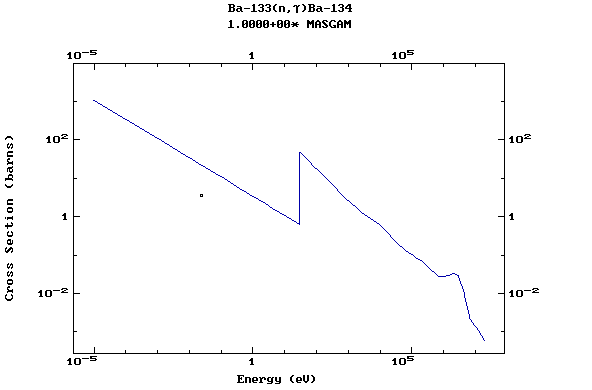 Ba-133(n,γ)Ba-134
1.0000+00* MASGAM
10⁻⁵ 1 10⁵
10² 10²
1 1
10⁻² 10⁻²
10⁻⁵ 1 10⁵
Cross Section (barns)
Energy (eV)